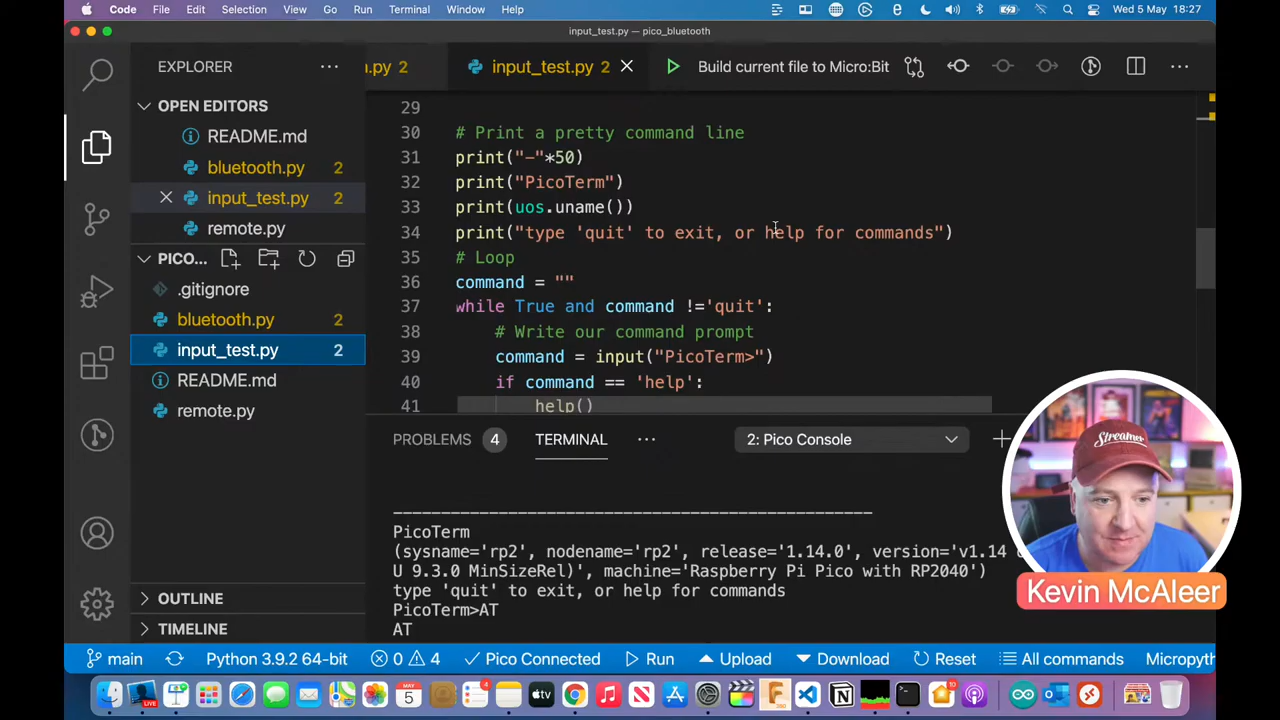 Code File Edit Selection View Go Run Terminal Window Help Wed 5 May 18:27
input_test.py — pico_bluetooth
EXPLORER
OPEN EDITORS
README.md
bluetooth.py 2
input_test.py 2
remote.py
PICO...
.gitignore
bluetooth.py 2
input_test.py 2
README.md
remote.py
OUTLINE
TIMELINE
.py 2 input_test.py 2 Build current file to Micro:Bit
29
30 # Print a pretty command line
31 print("-"*50)
32 print("PicoTerm")
33 print(uos.uname())
34 print("type 'quit' to exit, or help for commands")
35 # Loop
36 command = ""
37 while True and command !='quit':
38 # Write our command prompt
39 command = input("PicoTerm>")
40 if command == 'help':
41 help()
PROBLEMS 4 TERMINAL 2: Pico Console
--------------------------------------------------
PicoTerm
(sysname='rp2', nodename='rp2', release='1.14.0', version='v1.14
U 9.3.0 MinSizeRel)', machine='Raspberry Pi Pico with RP2040')
type 'quit' to exit, or help for commands
PicoTerm>AT
AT
Streamer
Kevin McAleer
main Python 3.9.2 64-bit 0 4 Pico Connected Run Upload Download Reset All commands Micropyth